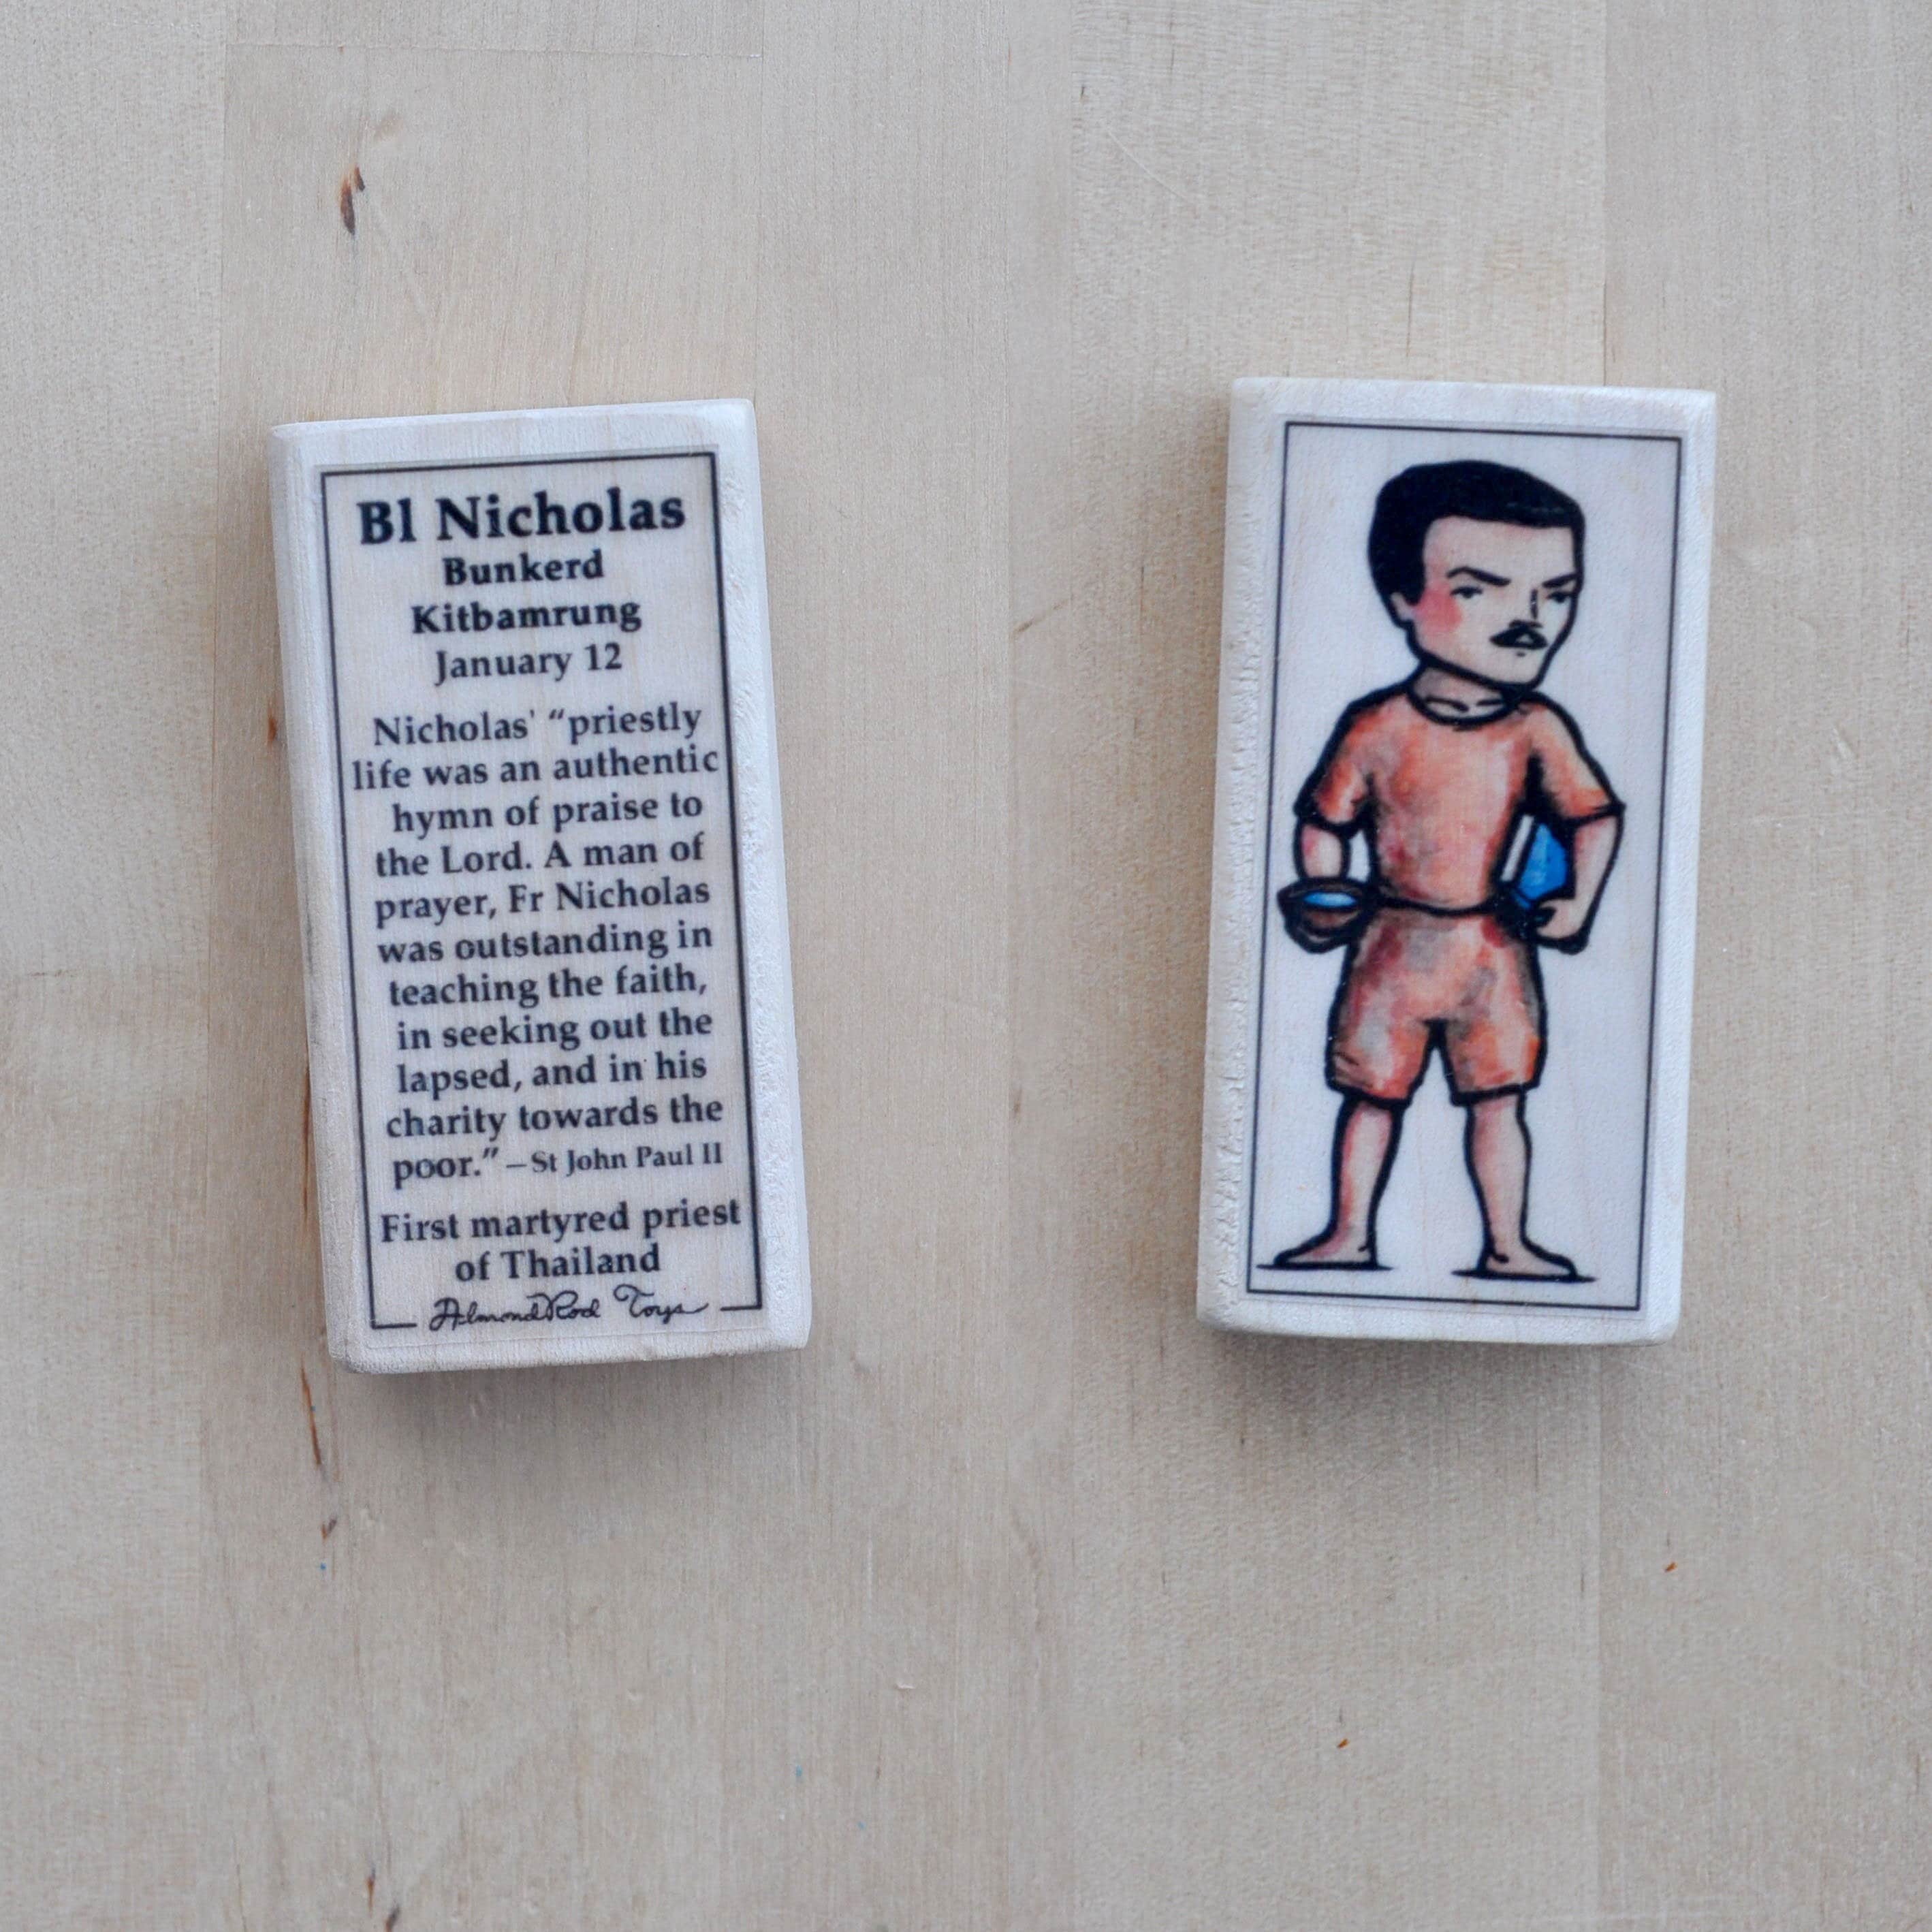 Bl Nicholas
Bunkerd
Kitbamrung
January 12
Nicholas' “priestly
life was an authentic
hymn of praise to
the Lord. A man of
prayer, Fr Nicholas
was outstanding in
teaching the faith,
in seeking out the
lapsed, and in his
charity towards the
poor.” –St John Paul II
First martyred priest
of Thailand
AlmondRod Toys